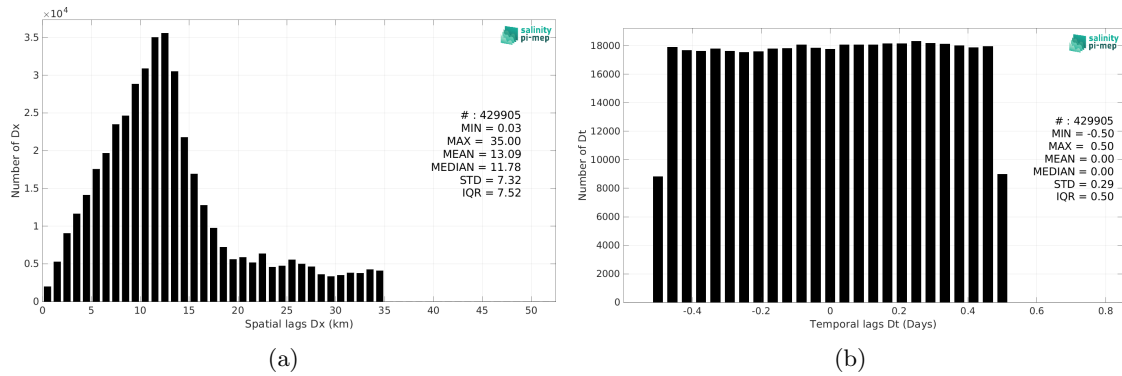 ×10⁴
3.5
3
2.5
2
1.5
1
0.5
0
Number of Dx
salinity
pi-mep
# : 429905
MIN = 0.03
MAX = 35.00
MEAN = 13.09
MEDIAN = 11.78
STD = 7.32
IQR = 7.52
0 5 10 15 20 25 30 35 40 45 50
Spatial lags Dx (km)
(a)
18000
16000
14000
12000
10000
8000
6000
4000
2000
0
Number of Dt
salinity
pi-mep
# : 429905
MIN = -0.50
MAX = 0.50
MEAN = 0.00
MEDIAN = 0.00
STD = 0.29
IQR = 0.50
-0.4 -0.2 0 0.2 0.4 0.6 0.8
Temporal lags Dt (Days)
(b)